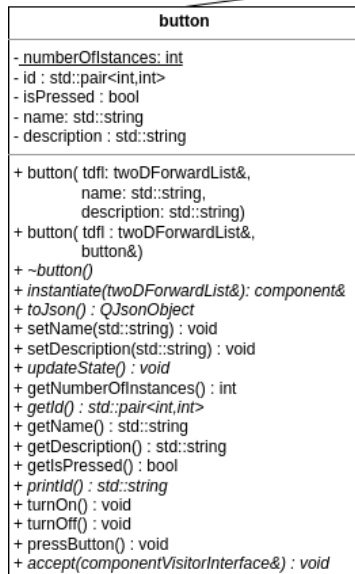 button
- numberOfIstances: int
- id : std::pair<int,int>
- isPressed : bool
- name: std::string
- description : std::string
+ button( tdfl: twoDForwardList&,
name: std::string,
description: std::string)
+ button( tdfl : twoDForwardList&,
button&)
+ ~button()
+ instantiate(twoDForwardList&): component&
+ toJson() : QJsonObject
+ setName(std::string) : void
+ setDescription(std::string) : void
+ updateState() : void
+ getNumberOfInstances() : int
+ getId() : std::pair<int,int>
+ getName() : std::string
+ getDescription() : std::string
+ getIsPressed() : bool
+ printId() : std::string
+ turnOn() : void
+ turnOff() : void
+ pressButton() : void
+ accept(componentVisitorInterface&) : void